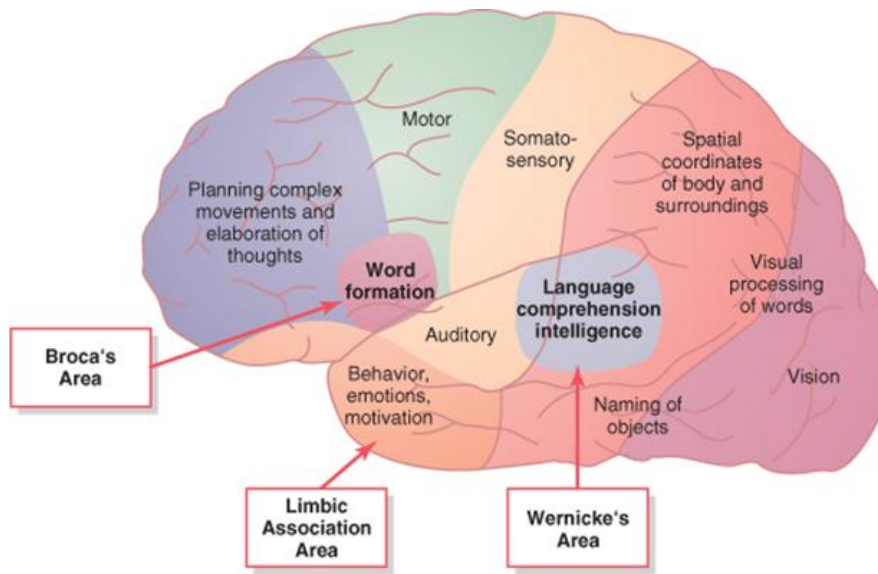 Motor
Somato-
sensory
Spatial
coordinates
of body and
surroundings
Planning complex
movements and
elaboration of
thoughts
Word
formation
Language
comprehension
intelligence
Visual
processing
of words
Auditory
Broca's
Area
Behavior,
emotions,
motivation
Vision
Naming of
objects
Limbic
Association
Area
Wernicke's
Area